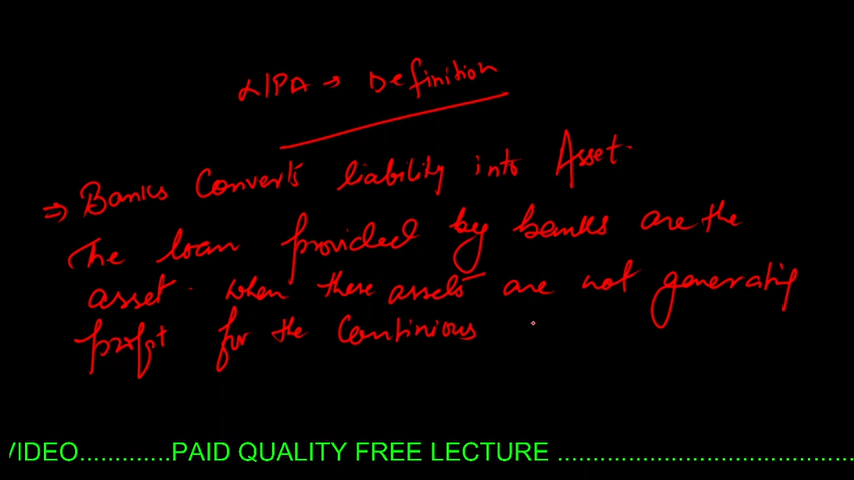 NPA → Definition
⇒ Banks Converts liability into Asset.
The loan provided by banks are the
asset. when these assets are not generating
profit for the Continious
VIDEO.............PAID QUALITY FREE LECTURE ..........................................